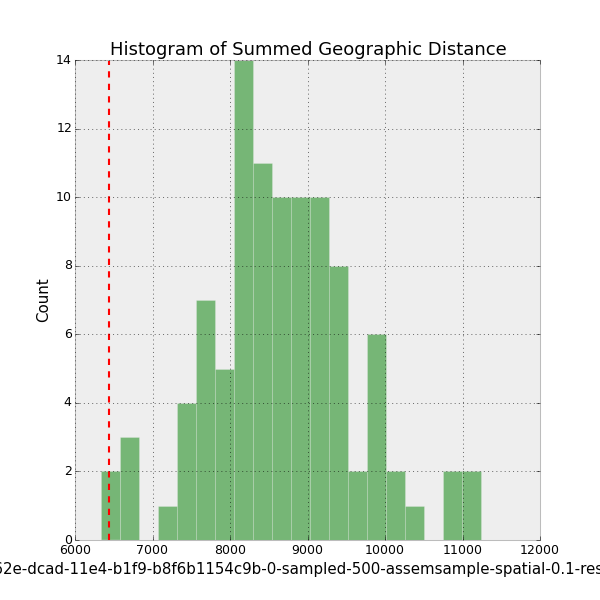 Histogram of Summed Geographic Distance
14
12
10
8
6
4
2
0
Count
6000 7000 8000 9000 10000 11000 12000
62e-dcad-11e4-b1f9-b8f6b1154c9b-0-sampled-500-assemsample-spatial-0.1-res